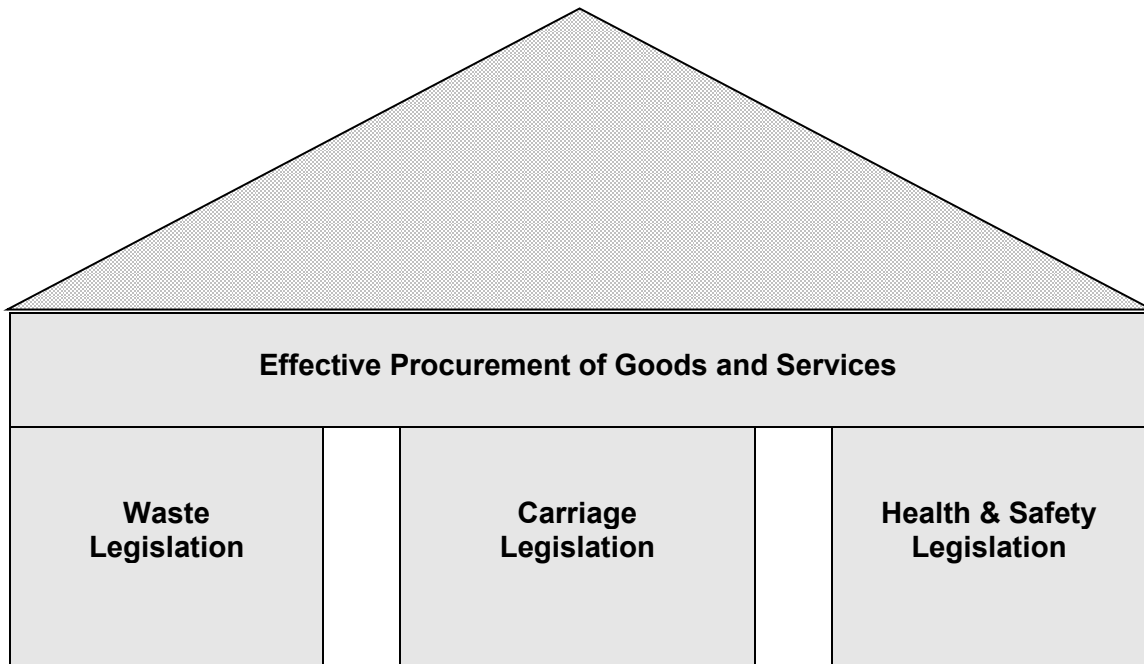 Effective Procurement of Goods and Services
Waste
Legislation
Carriage
Legislation
Health & Safety
Legislation